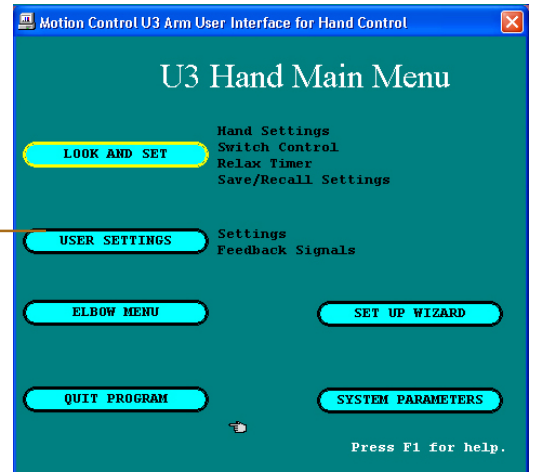 Motion Control U3 Arm User Interface for Hand Control
U3 Hand Main Menu
LOOK AND SET
Hand Settings
Switch Control
Relax Timer
Save/Recall Settings
USER SETTINGS
Settings
Feedback Signals
ELBOW MENU
SET UP WIZARD
QUIT PROGRAM
SYSTEM PARAMETERS
Press F1 for help.